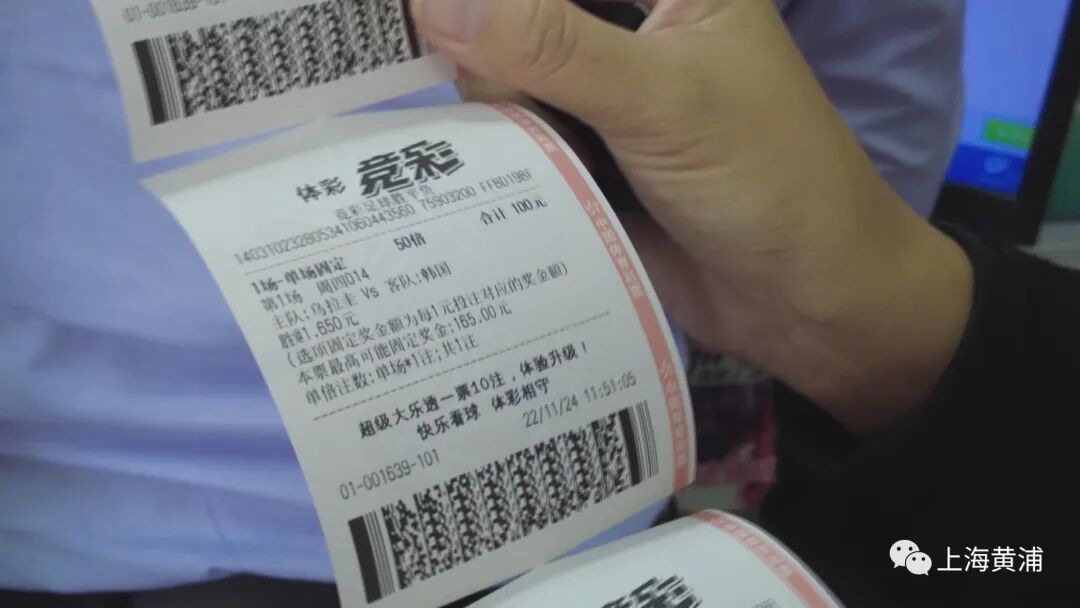 体彩 竞彩
竞彩足球胜平负
14031023280534106044​3560 75903200 FFBD19BF
50倍 合计 100元
1场-单场固定
第1场 周四014
主队:乌拉圭 Vs 客队:韩国
胜@1.650元
(选项固定奖金额为每1元投注对应的奖金额)
本票最高可能固定奖金:165.00元
单倍注数:单场*1注;共1注
超级大乐透一票10注，体验升级！
快乐看球 体彩相守
22/11/24 11:51:05
01-001639-101
竞彩
上海黄浦